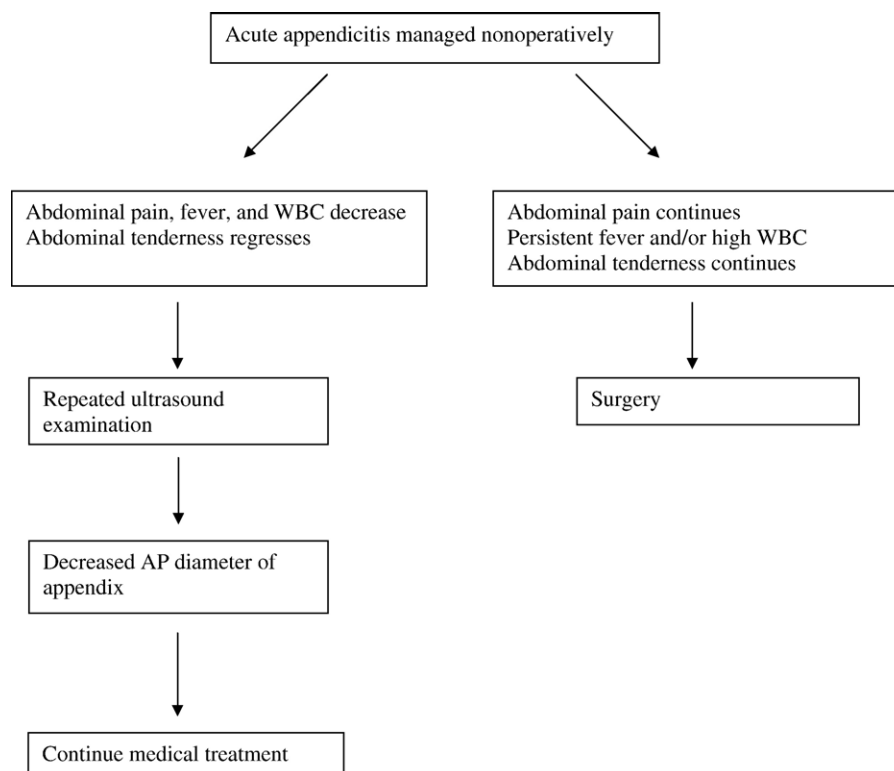 Acute appendicitis managed nonoperatively
Abdominal pain, fever, and WBC decrease
Abdominal tenderness regresses
Abdominal pain continues
Persistent fever and/or high WBC
Abdominal tenderness continues
Repeated ultrasound
examination
Surgery
Decreased AP diameter of
appendix
Continue medical treatment